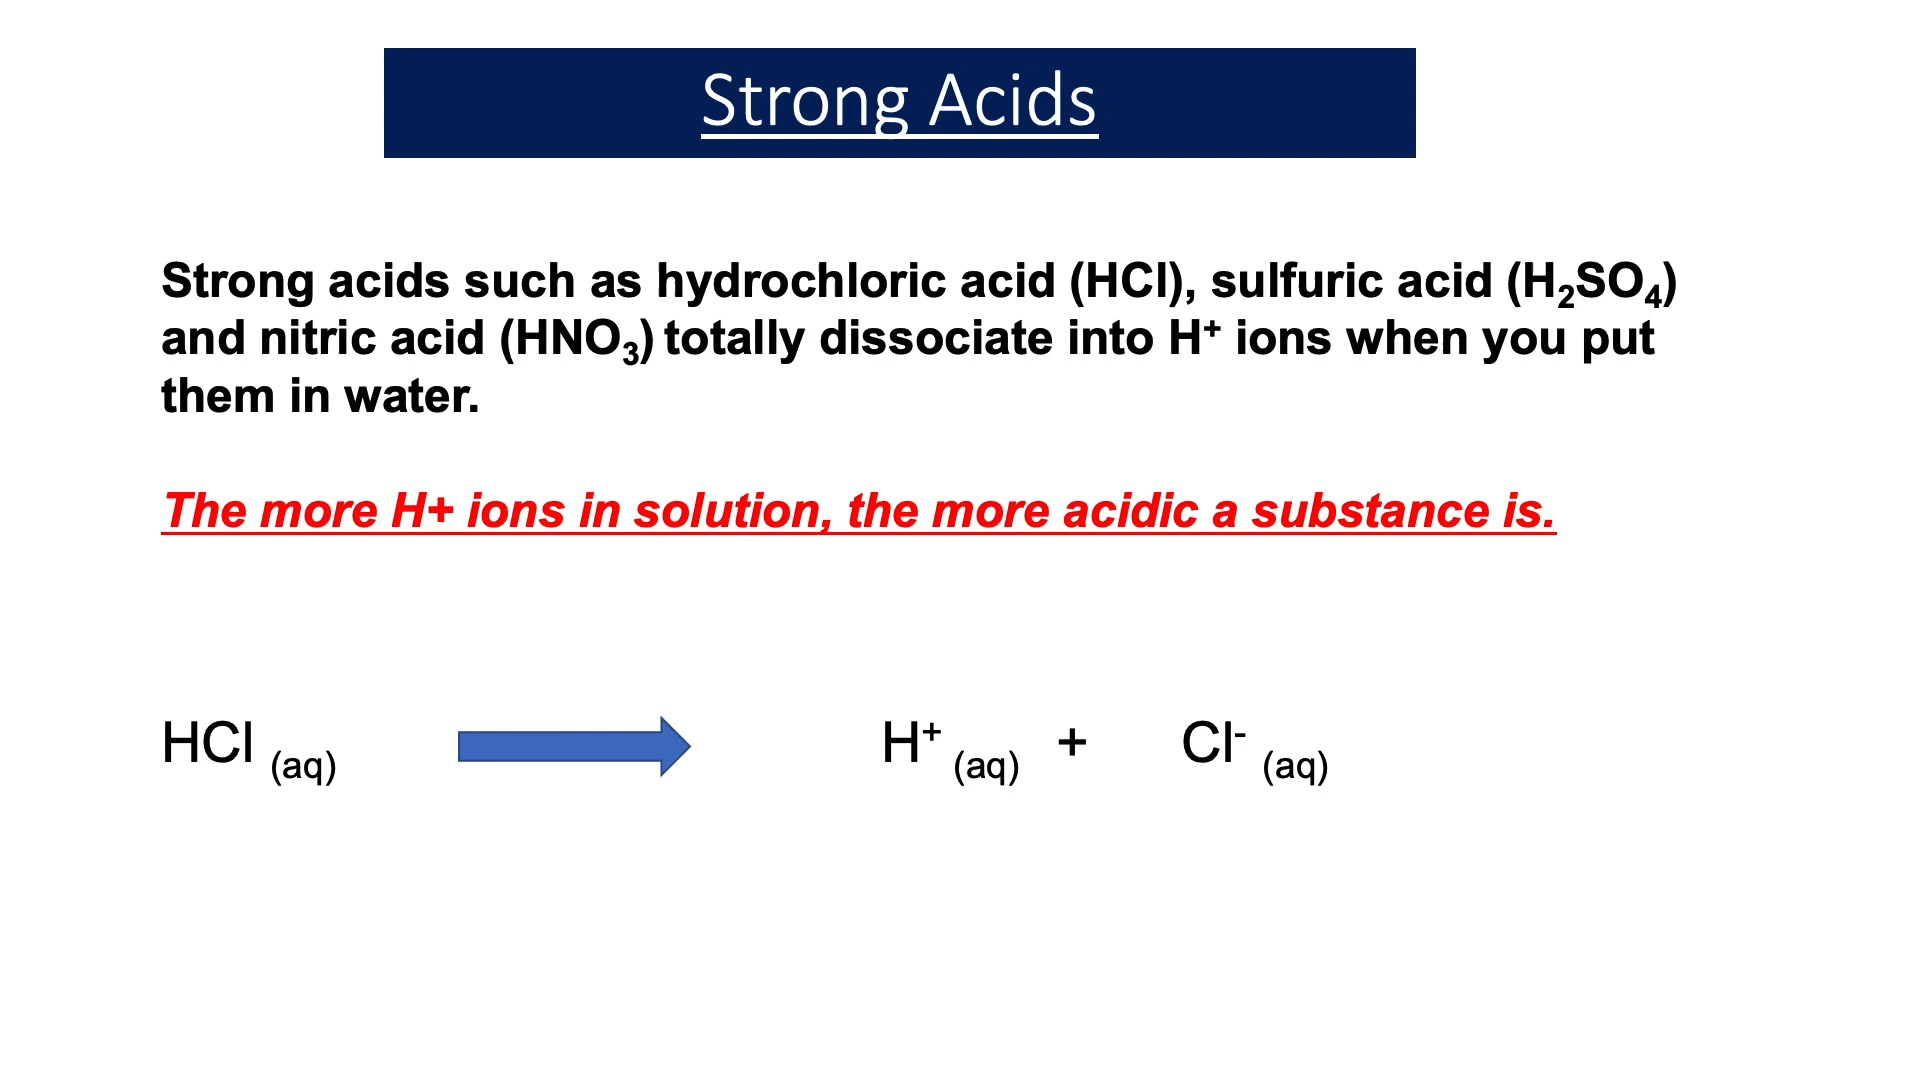 Strong Acids
Strong acids such as hydrochloric acid (HCl), sulfuric acid (H₂SO₄)
and nitric acid (HNO₃) totally dissociate into H⁺ ions when you put
them in water.
The more H+ ions in solution, the more acidic a substance is.
HCl (aq) H⁺ (aq) + Cl⁻ (aq)